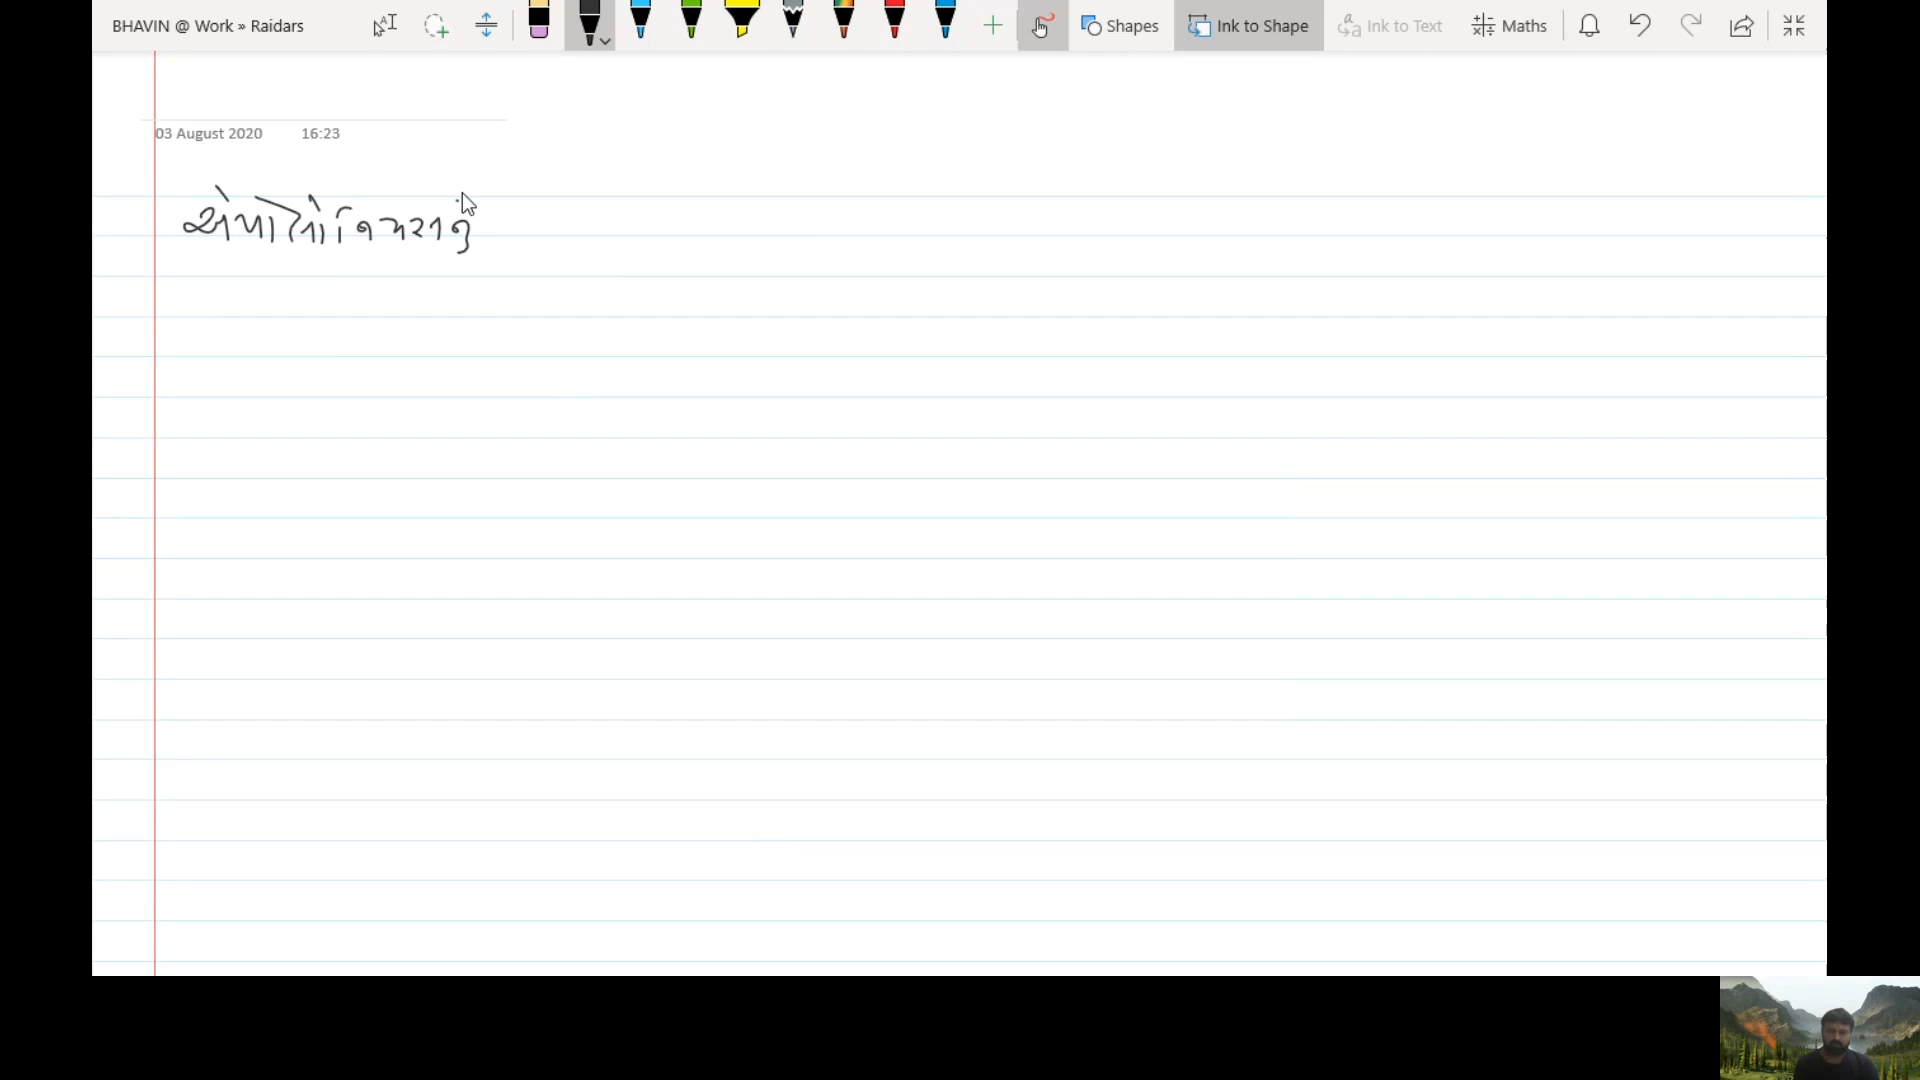 BHAVIN @ Work » Raidars
Shapes
Ink to Shape
Ink to Text
Maths
03 August 2020 16:23